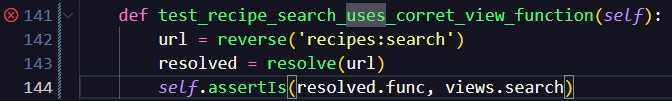 141 def test_recipe_search_uses_corret_view_function(self):
142 url = reverse('recipes:search')
143 resolved = resolve(url)
144 self.assertIs(resolved.func, views.search)